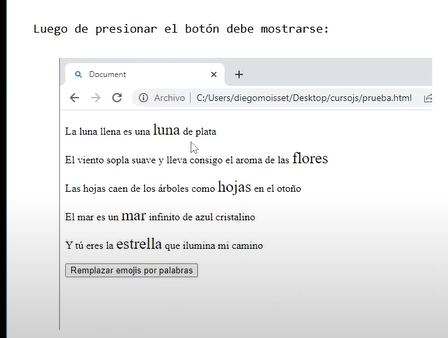 Luego de presionar el botón debe mostrarse:
Document
Archivo | C:/Users/diegomoisset/Desktop/cursojs/prueba.html
La luna llena es una luna de plata
El viento sopla suave y lleva consigo el aroma de las flores
Las hojas caen de los árboles como hojas en el otoño
El mar es un mar infinito de azul cristalino
Y tú eres la estrella que ilumina mi camino
Remplazar emojis por palabras